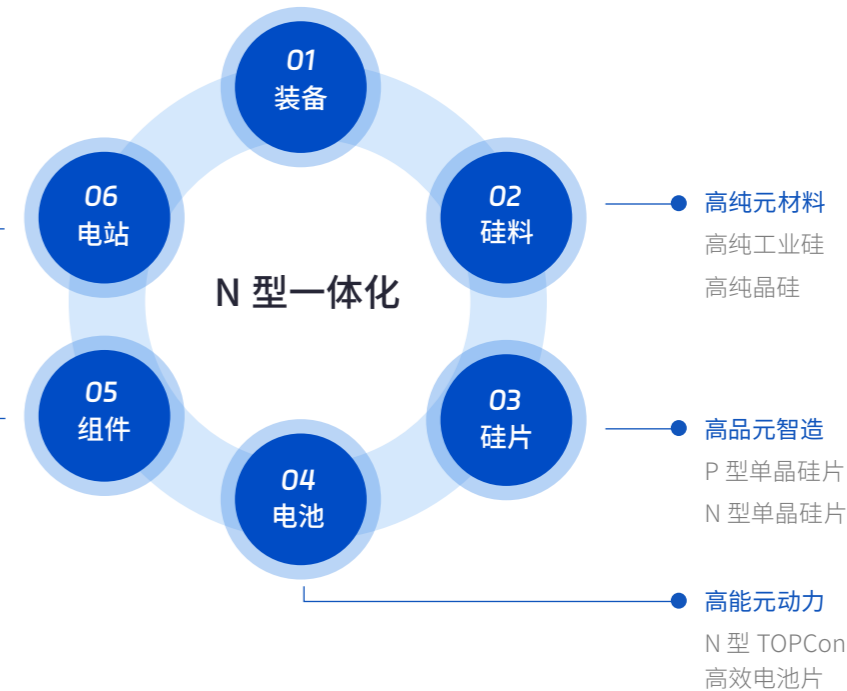 01
装备
02
硅料
03
硅片
04
电池
05
组件
06
电站
N 型一体化
高纯元材料
高纯工业硅
高纯晶硅
高品元智造
P 型单晶硅片
N 型单晶硅片
高能元动力
N 型 TOPCon
高效电池片